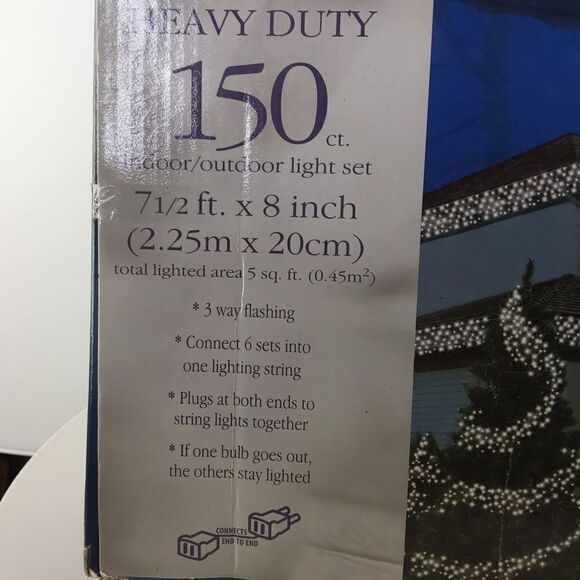 HEAVY DUTY
150 ct.
indoor/outdoor light set
7 1/2 ft. x 8 inch
(2.25m x 20cm)
total lighted area 5 sq. ft. (0.45m²)
* 3 way flashing
* Connect 6 sets into
one lighting string
* Plugs at both ends to
string lights together
* If one bulb goes out,
the others stay lighted
CONNECTS
END TO END